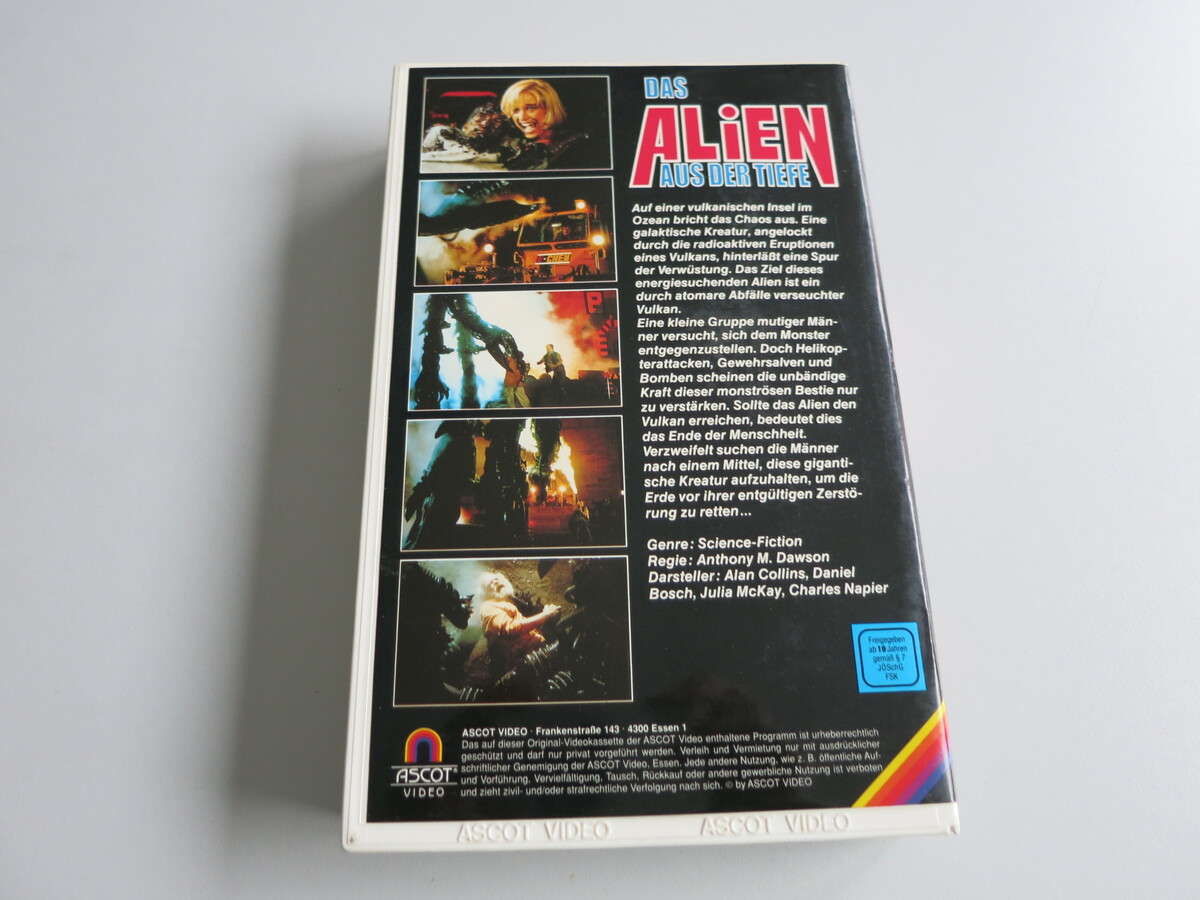 DAS
ALiEN
AUS DER TIEFE
Auf einer vulkanischen Insel im
Ozean bricht das Chaos aus. Eine
galaktische Kreatur, angelockt
durch die radioaktiven Eruptionen
eines Vulkans, hinterläßt eine Spur
der Verwüstung. Das Ziel dieses
energiesuchenden Alien ist ein
durch atomare Abfälle verseuchter
Vulkan.
Eine kleine Gruppe mutiger Män-
ner versucht, sich dem Monster
entgegenzustellen. Doch Helikop-
terattacken, Gewehrsalven und
Bomben scheinen die unbändige
Kraft dieser monströsen Bestie nur
zu verstärken. Sollte das Alien den
Vulkan erreichen, bedeutet dies
das Ende der Menschheit.
Verzweifelt suchen die Männer
nach einem Mittel, diese giganti-
sche Kreatur aufzuhalten, um die
Erde vor ihrer entgültigen Zerstö-
rung zu retten...
Genre: Science-Fiction
Regie: Anthony M. Dawson
Darsteller: Alan Collins, Daniel
Bosch, Julia McKay, Charles Napier
Freigegeben
ab 18 Jahren
gemäß § 7
JÖSchG
FSK
ASCOT®
VIDEO
ASCOT VIDEO · Frankenstraße 143 · 4300 Essen 1
Das auf dieser Original-Videokassette der ASCOT Video enthaltene Programm ist urheberrechtlich
geschützt und darf nur privat vorgeführt werden. Verleih und Vermietung nur mit ausdrücklicher
schriftlicher Genemigung der ASCOT Video, Essen. Jede andere Nutzung, wie z. B. öffentliche Auf-
und Vorführung, Vervielfältigung, Tausch, Rückkauf oder andere gewerbliche Nutzung ist verboten
und zieht zivil- und/oder strafrechtliche Verfolgung nach sich. © by ASCOT VIDEO
ASCOT VIDEO ASCOT VIDEO